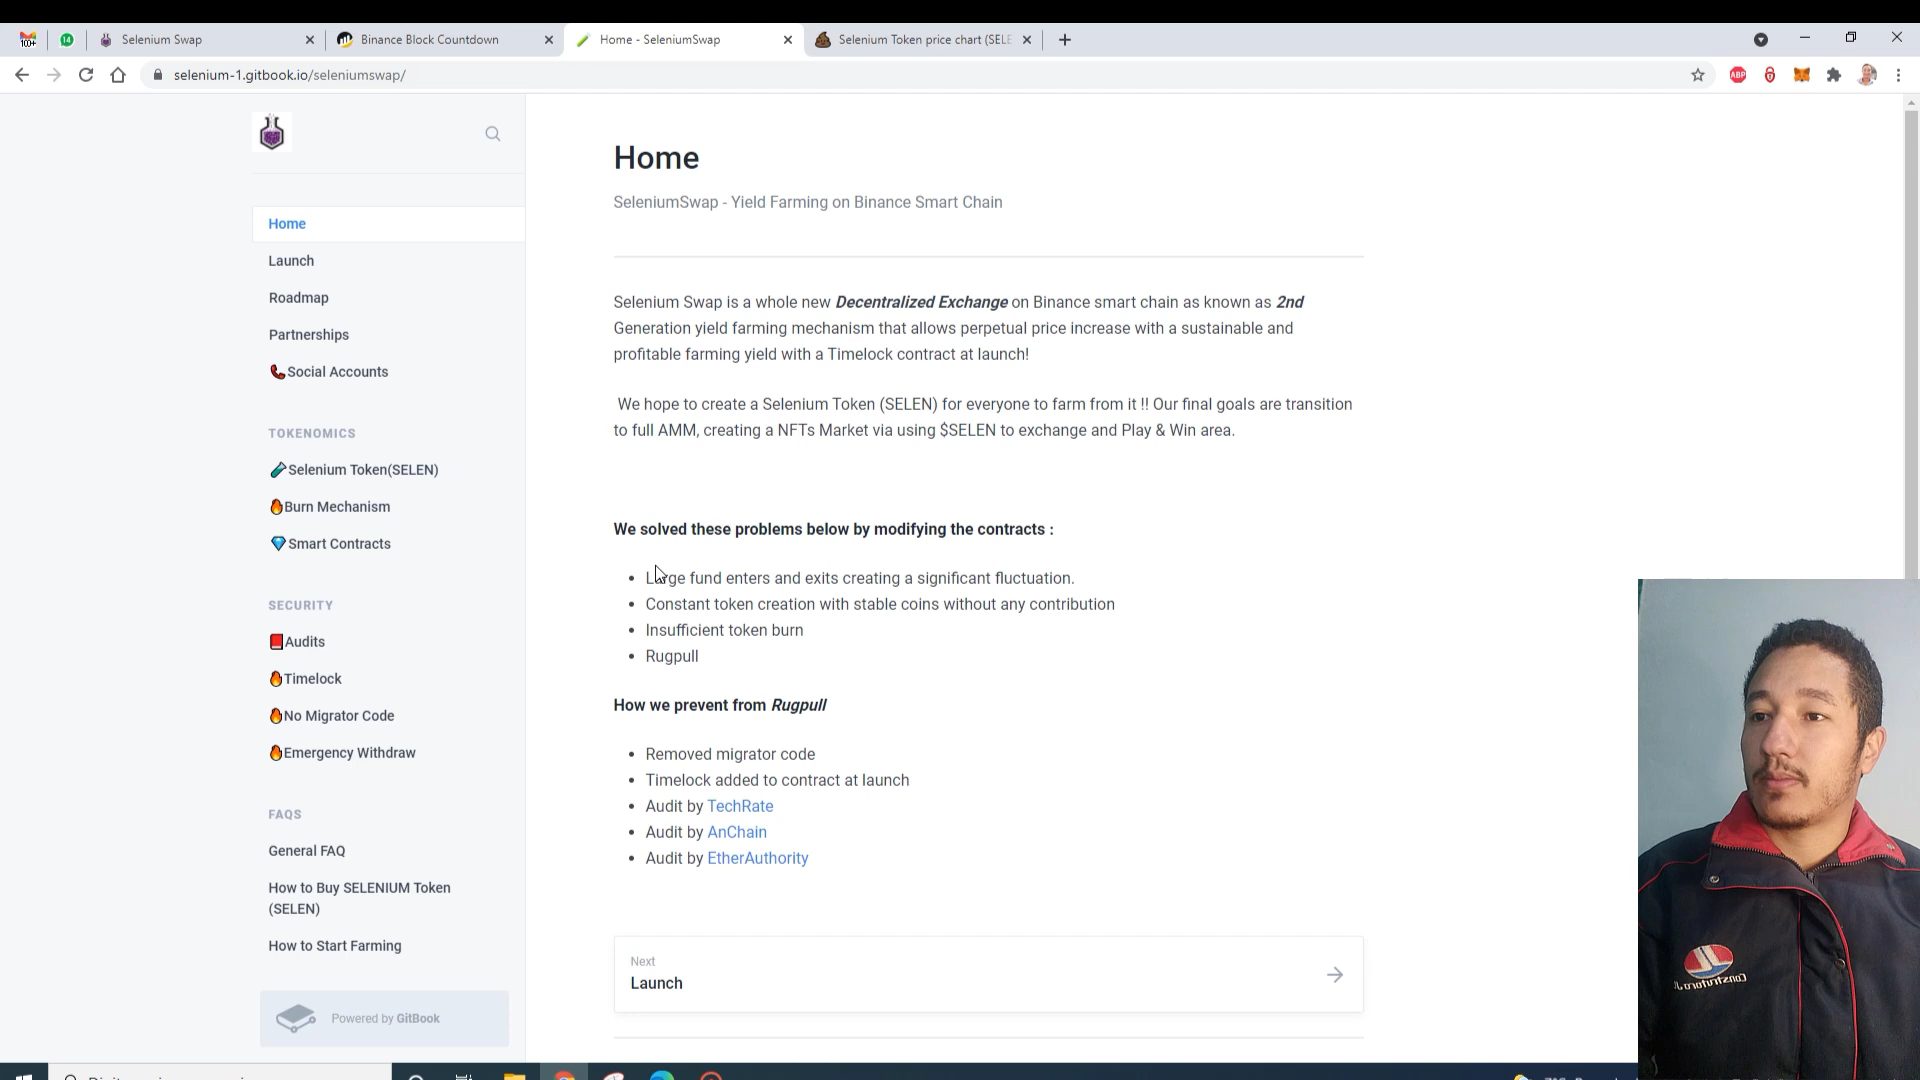 100+
14
Selenium Swap
Binance Block Countdown
Home - SeleniumSwap
Selenium Token price chart (SELE
selenium-1.gitbook.io/seleniumswap/
ABP
Home
Launch
Roadmap
Partnerships
Social Accounts
TOKENOMICS
Selenium Token(SELEN)
Burn Mechanism
Smart Contracts
SECURITY
Audits
Timelock
No Migrator Code
Emergency Withdraw
FAQS
General FAQ
How to Buy SELENIUM Token
(SELEN)
How to Start Farming
Powered by GitBook
Home
SeleniumSwap - Yield Farming on Binance Smart Chain
Selenium Swap is a whole new Decentralized Exchange on Binance smart chain as known as 2nd
Generation yield farming mechanism that allows perpetual price increase with a sustainable and
profitable farming yield with a Timelock contract at launch!
We hope to create a Selenium Token (SELEN) for everyone to farm from it !! Our final goals are transition
to full AMM, creating a NFTs Market via using $SELEN to exchange and Play & Win area.
We solved these problems below by modifying the contracts :
Large fund enters and exits creating a significant fluctuation.
Constant token creation with stable coins without any contribution
Insufficient token burn
Rugpull
How we prevent from Rugpull
Removed migrator code
Timelock added to contract at launch
Audit by TechRate
Audit by AnChain
Audit by EtherAuthority
Next
Launch